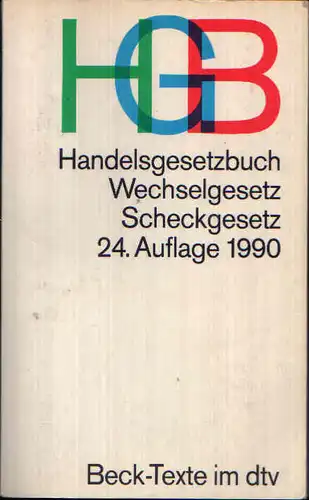 HGB
Handelsgesetzbuch
Wechselgesetz
Scheckgesetz
24. Auflage 1990
Beck-Texte im dtv